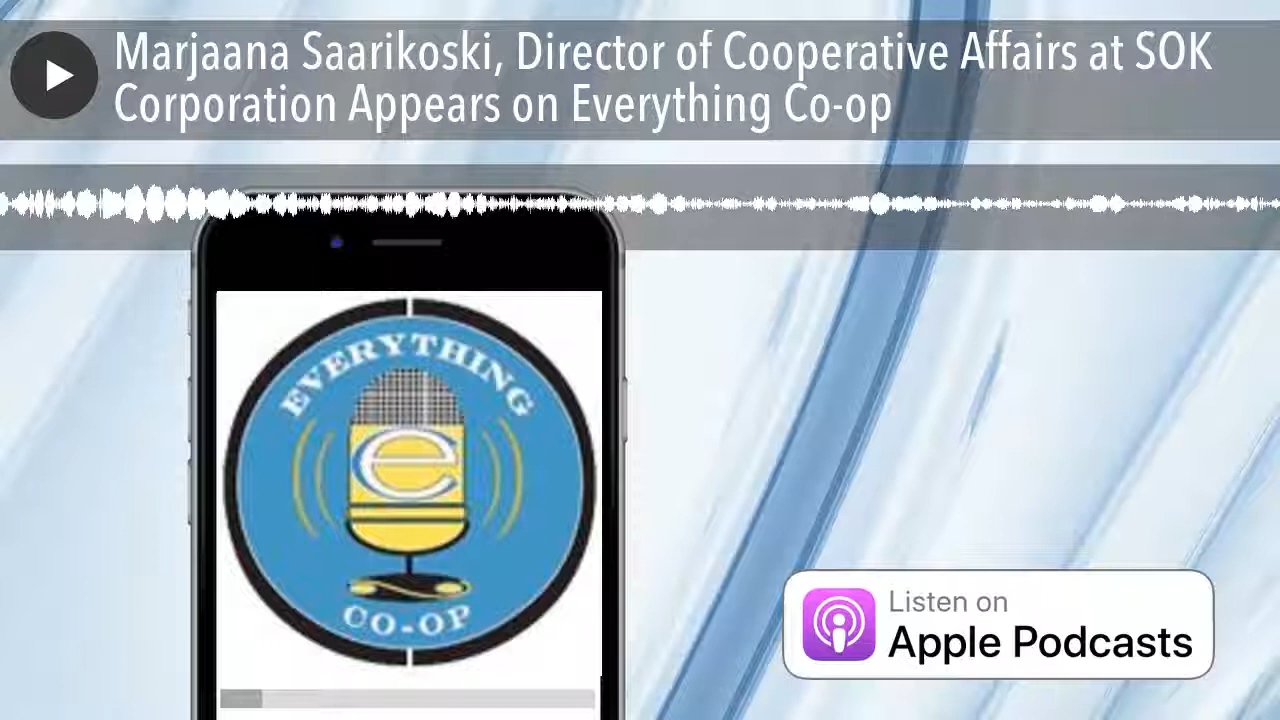 Marjaana Saarikoski, Director of Cooperative Affairs at SOK
Corporation Appears on Everything Co-op
EVERYTHING
e
CO-OP
Listen on
Apple Podcasts